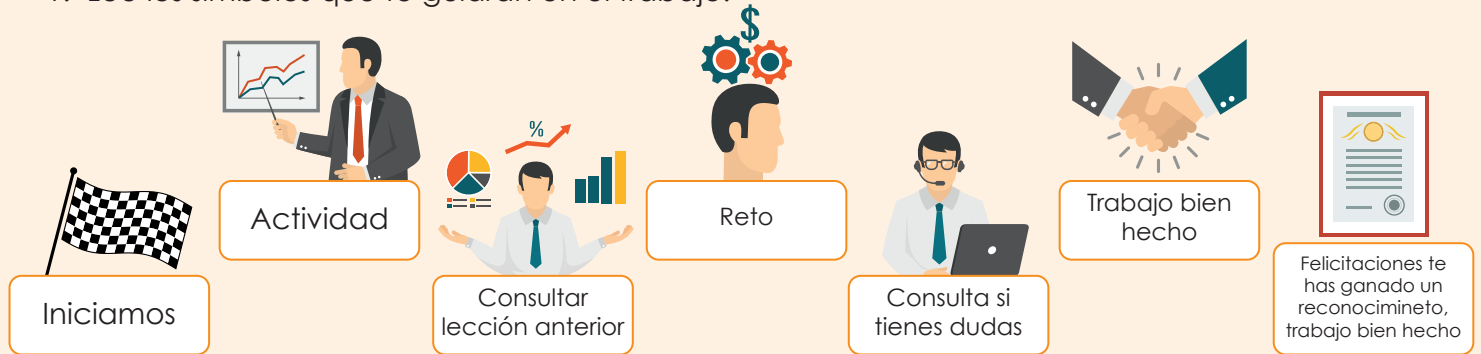 Actividad
Reto
Trabajo bien
hecho
Iniciamos
Consultar
lección anterior
Consulta si
tienes dudas
Felicitaciones te
has ganado un
reconocimineto,
trabajo bien hecho
$
%